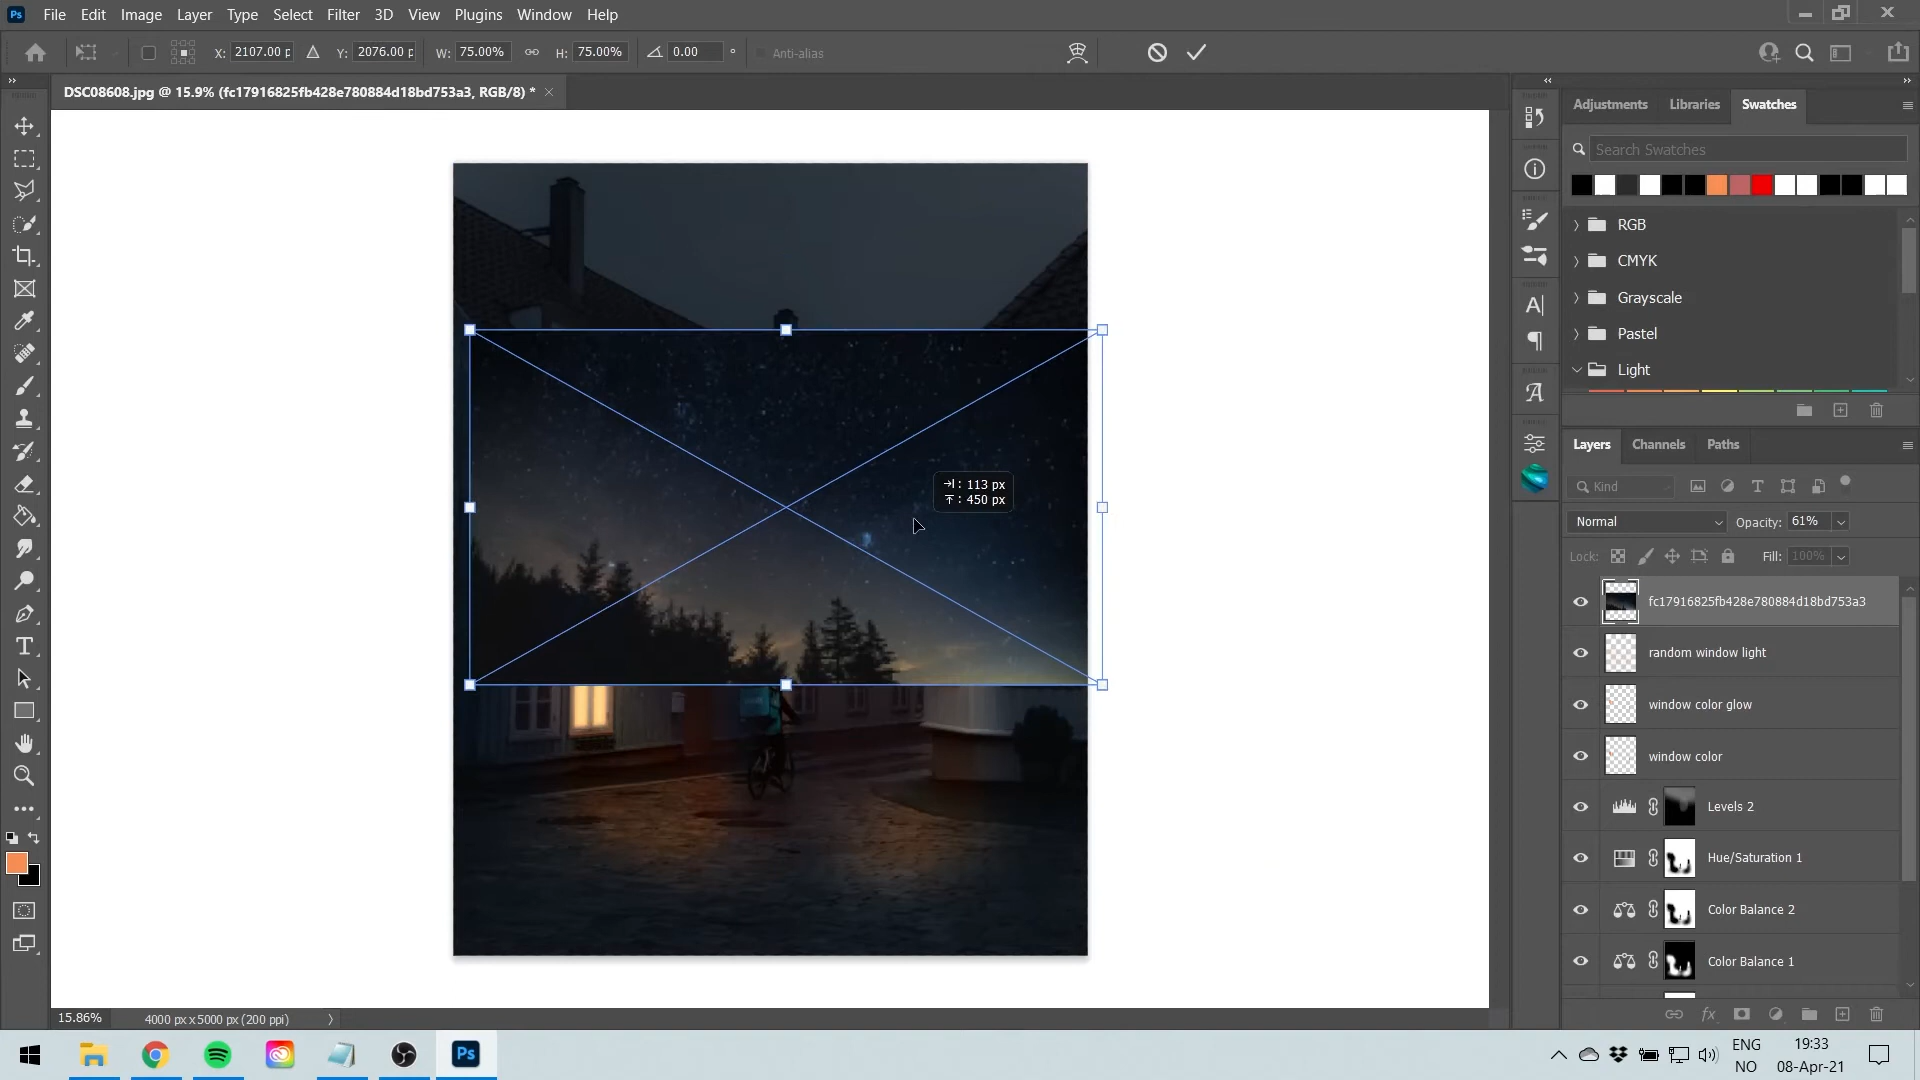 Ps File Edit Image Layer Type Select Filter 3D View Plugins Window Help
X: 2107.00 p Y: 2076.00 p W: 75.00% H: 75.00% 0.00 ° Anti-alias
DSC08608.jpg @ 15.9% (fc17916825fb428e780884d18bd753a3, RGB/8) * ×
Adjustments Libraries Swatches
Search Swatches
RGB
CMYK
Grayscale
Pastel
Light
: 113 px
: 450 px
Layers Channels Paths
Kind
Normal Opacity: 61%
Lock: Fill: 100%
fc17916825fb428e780884d18bd753a3
random window light
window color glow
window color
Levels 2
Hue/Saturation 1
Color Balance 2
Color Balance 1
15.86% 4000 px x 5000 px (200 ppi)
Ps
ENG
NO
19:33
08-Apr-21